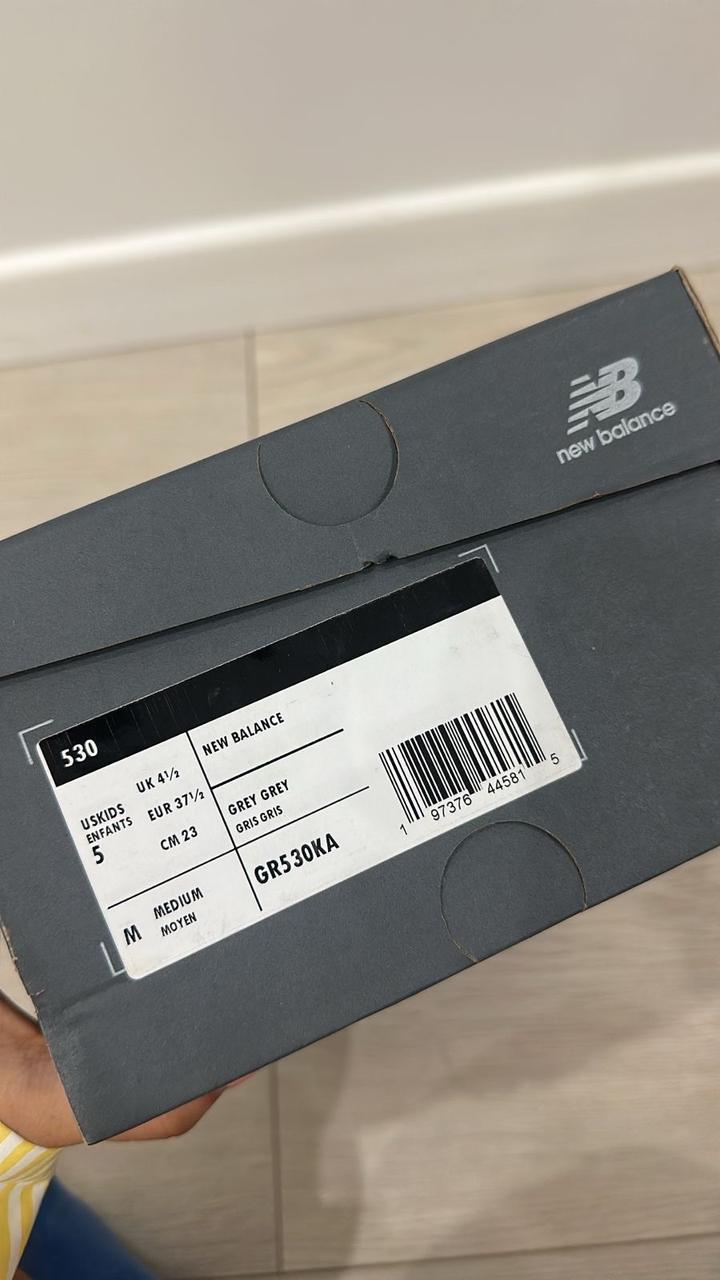 NB
new balance
530
USKIDS
ENFANTS
5
UK 4½
EUR 37½
CM 23
M
MEDIUM
MOYEN
NEW BALANCE
GREY GREY
GRIS GRIS
GR530KA
1 97376 44581 5